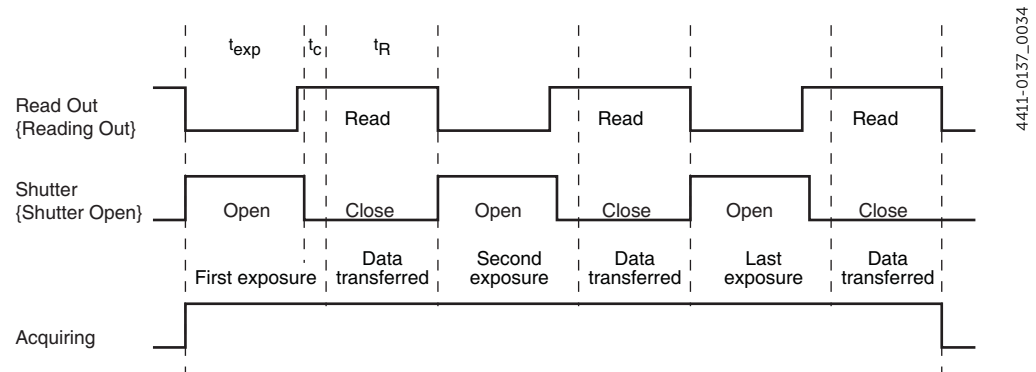 t_exp t_c t_R
Read Out
{Reading Out}
Read Read Read
Shutter
{Shutter Open}
Open Close Open Close Open Close
First exposure
Data
transferred
Second
exposure
Data
transferred
Last
exposure
Data
transferred
Acquiring
4411-0137_0034